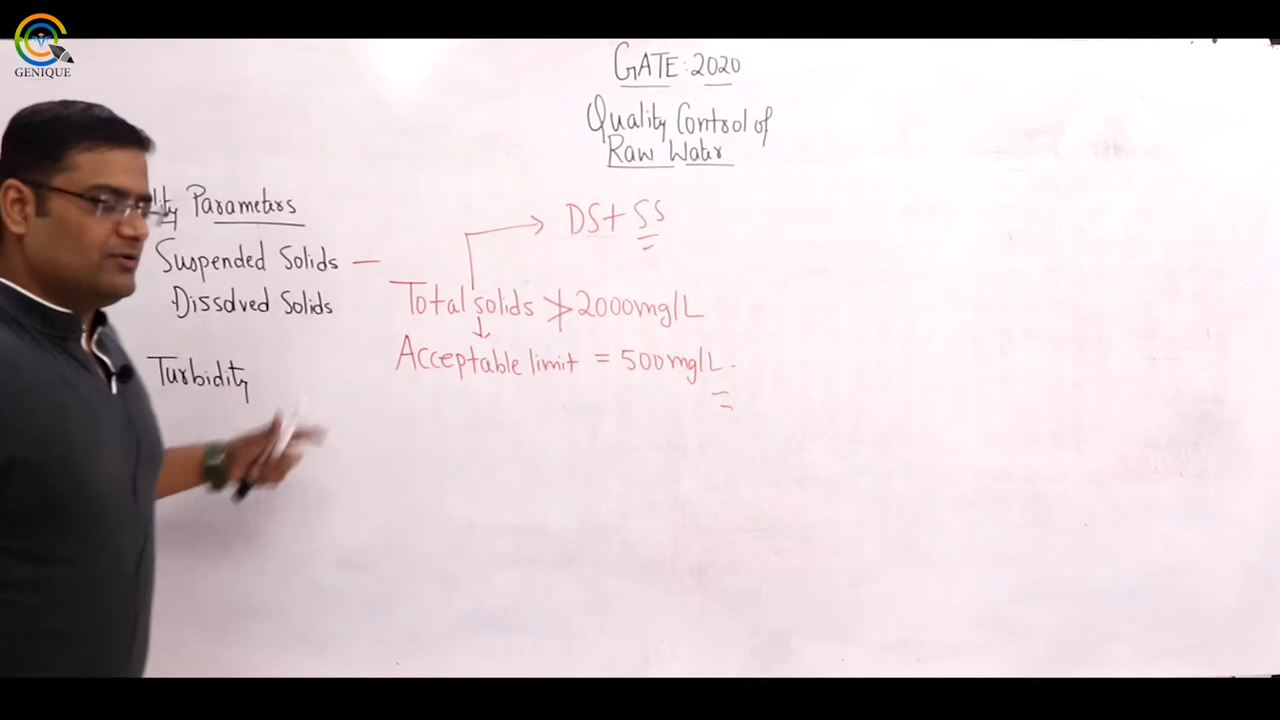 GENIQUE
GATE: 2020
Quality Control of
Raw Water
Parameters
DS + SS
Suspended Solids —
Dissolved Solids
Total solids ≯ 2000mg/L
Acceptable limit = 500mg/L.
Turbidity